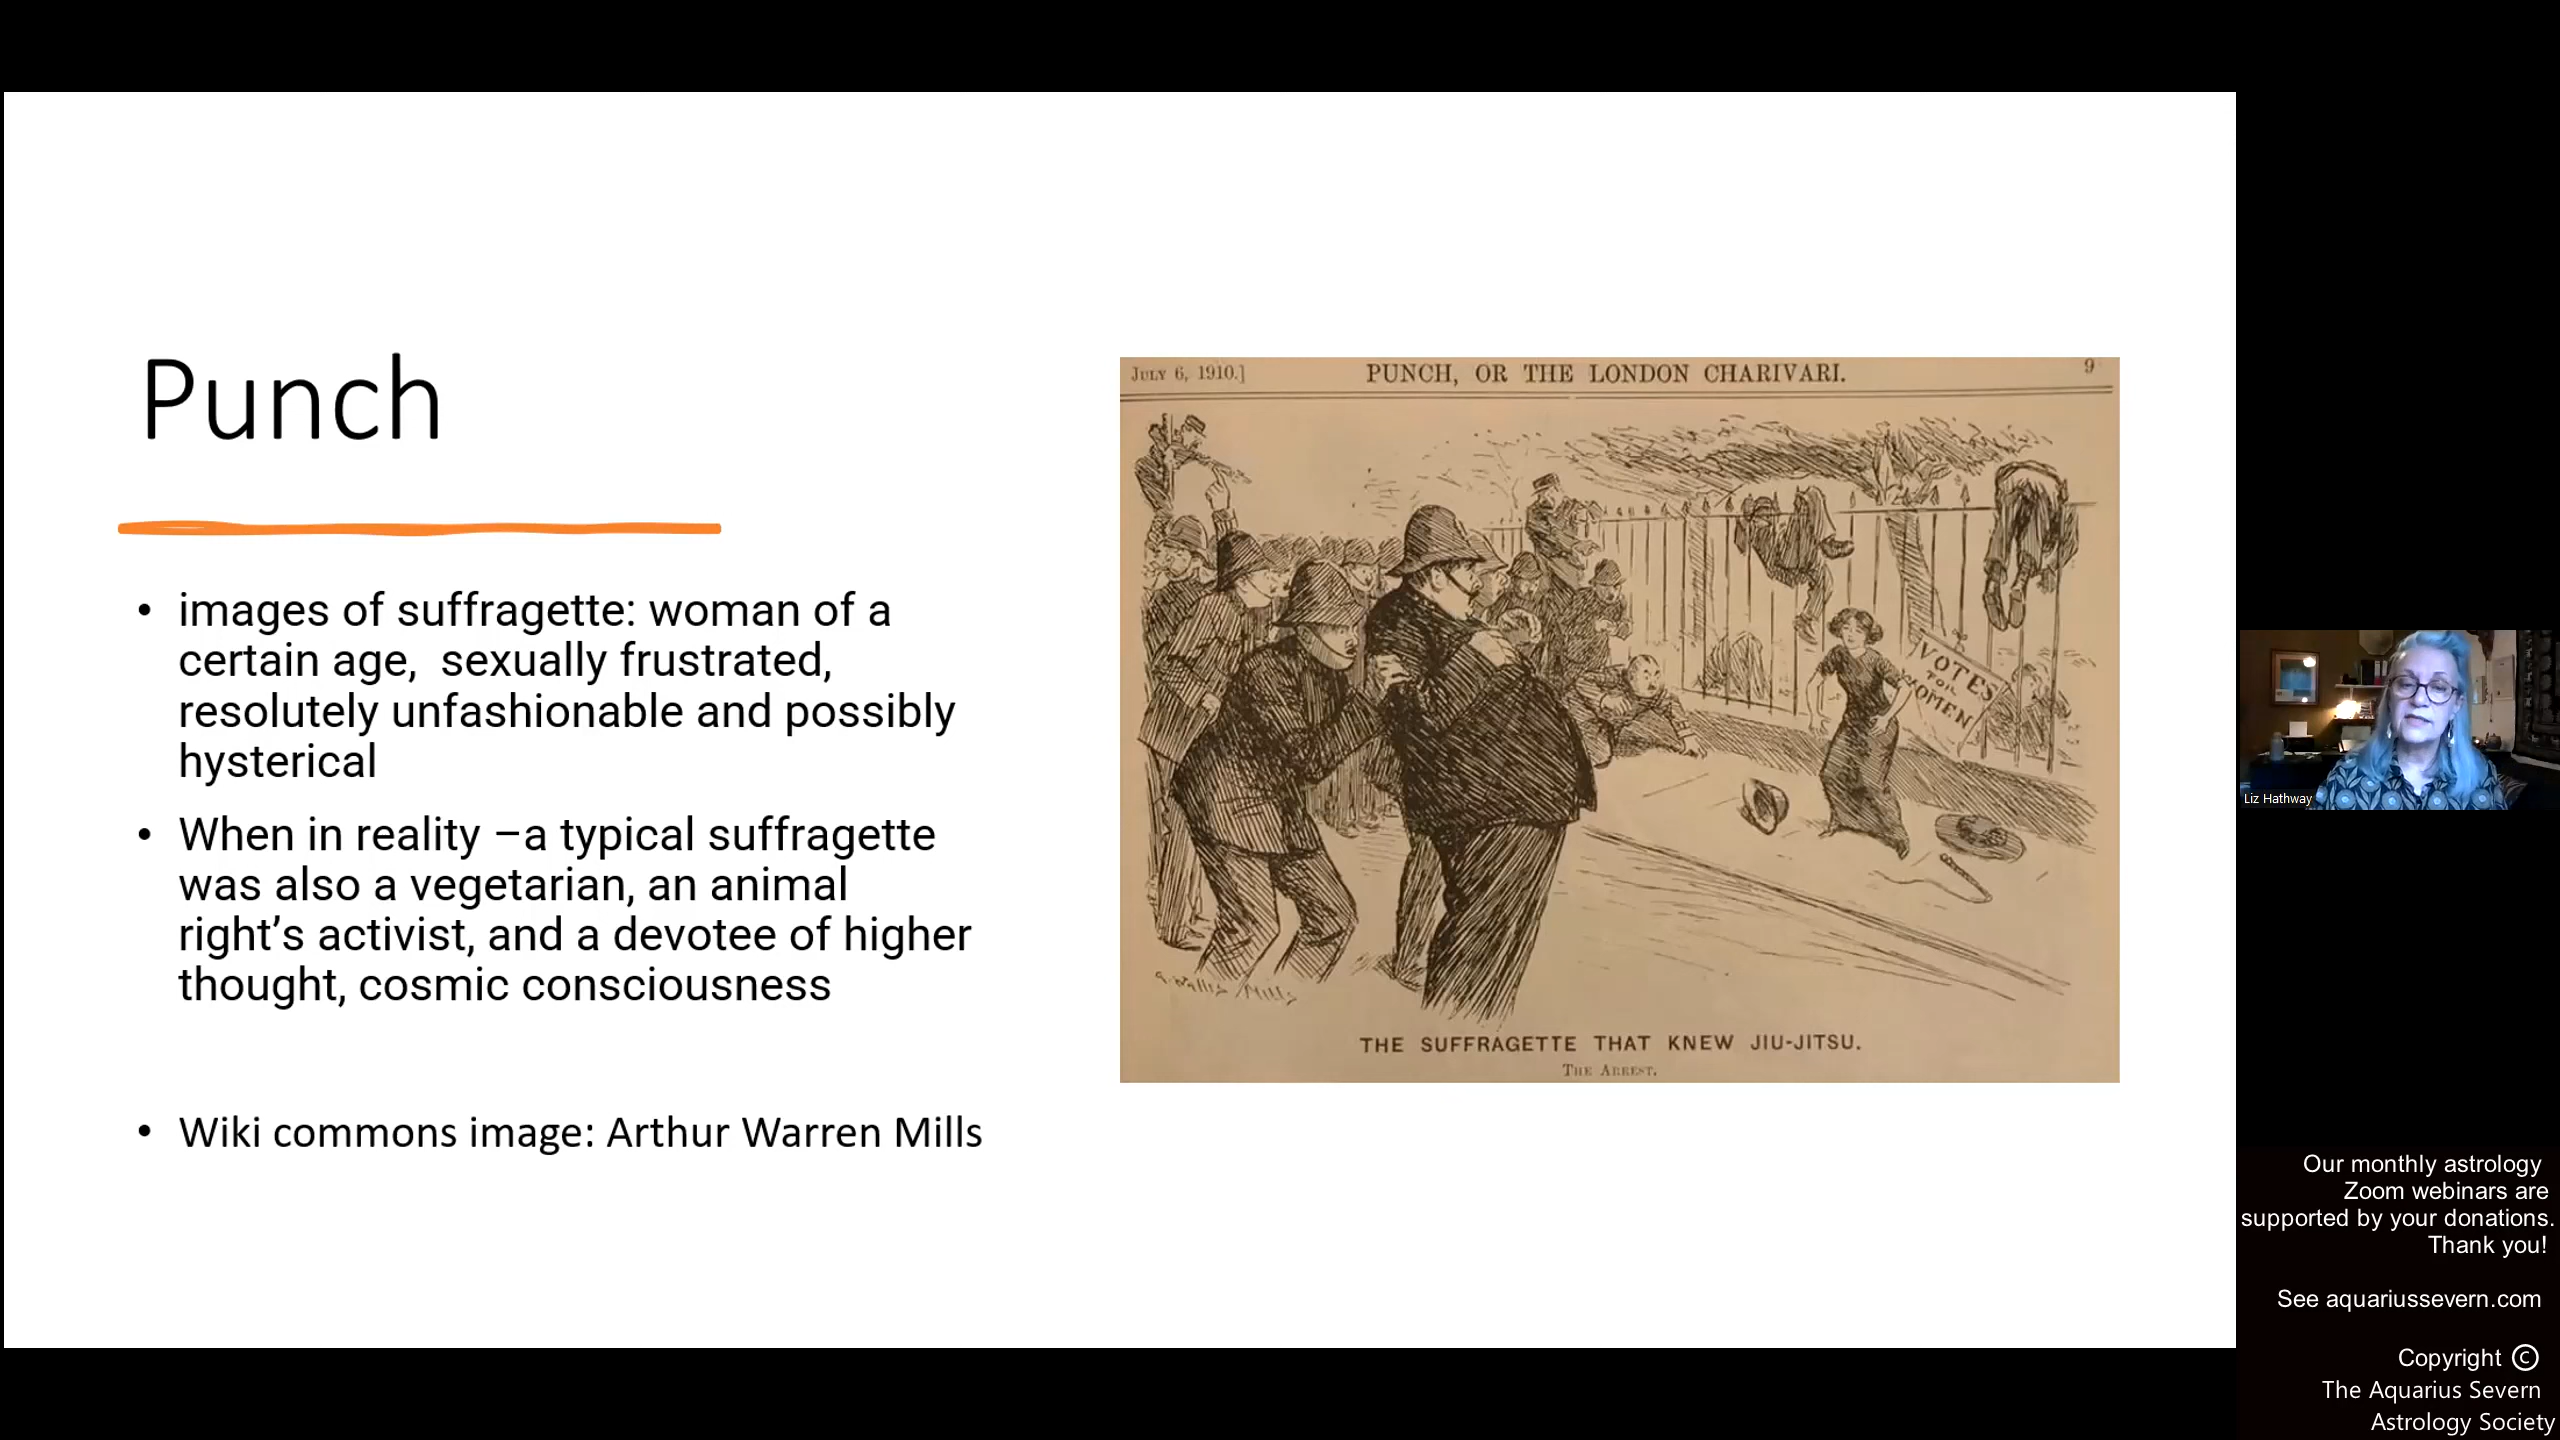 Punch
• images of suffragette: woman of a
certain age,  sexually frustrated,
resolutely unfashionable and possibly
hysterical
• When in reality –a typical suffragette
was also a vegetarian, an animal
right’s activist, and a devotee of higher
thought, cosmic consciousness
• Wiki commons image: Arthur Warren Mills
JULY 6, 1910.] PUNCH, OR THE LONDON CHARIVARI. 9
VOTES
FOR
WOMEN
A. Wallis Mills
THE SUFFRAGETTE THAT KNEW JIU-JITSU.
THE ARREST.
Liz Hathway
Our monthly astrology
Zoom webinars are
supported by your donations.
Thank you!
See aquariussevern.com
Copyright ©
The Aquarius Severn
Astrology Society